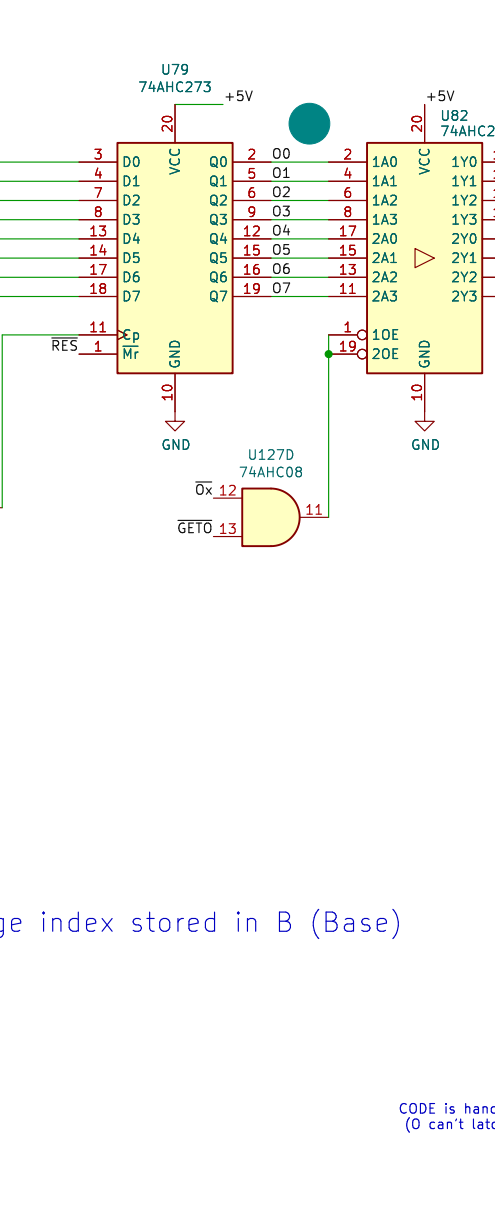 U79
74AHC273
+5V
20
VCC
3 D0 Q0 2 O0
4 D1 Q1 5 O1
7 D2 Q2 6 O2
8 D3 Q3 9 O3
13 D4 Q4 12 O4
14 D5 Q5 15 O5
17 D6 Q6 16 O6
18 D7 Q7 19 O7
11 Cp
RES 1 Mr
GND
10
GND
+5V
U82
74AHC2
20
VCC
2 1A0 1Y0
4 1A1 1Y1
6 1A2 1Y2
8 1A3 1Y3
17 2A0 2Y0
15 2A1 2Y1
13 2A2 2Y2
11 2A3 2Y3
1 1OE
19 2OE
GND
10
GND
U127D
74AHC08
Ox 12
11
GETO 13
index stored in B (Base)
CODE is
(O can't